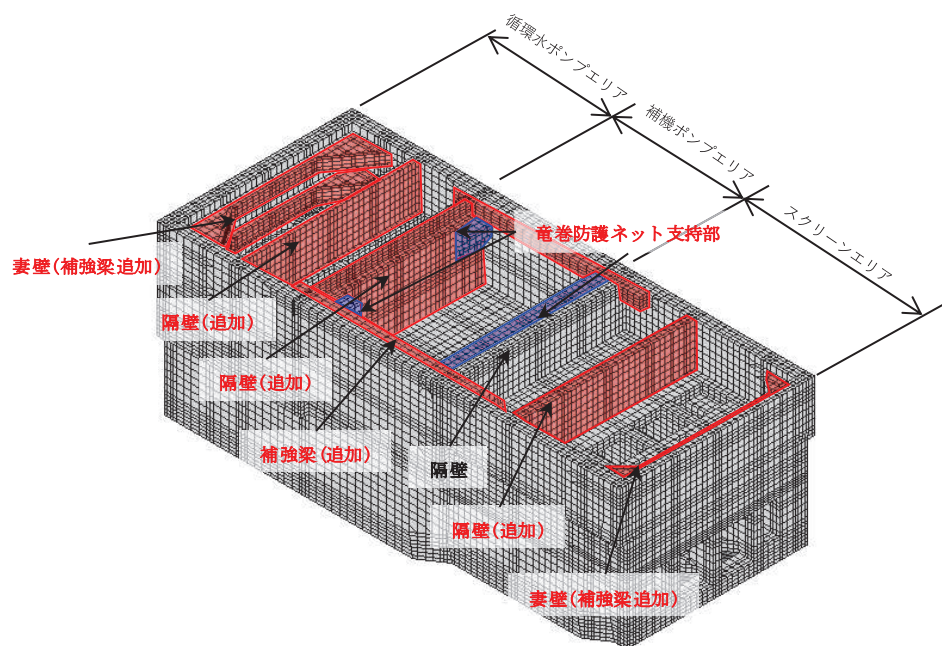 循環水ポンプエリア
補機ポンプエリア
スクリーンエリア
竜巻防護ネット支持部
妻壁(補強梁追加)
隔壁(追加)
隔壁(追加)
補強梁(追加)
隔壁
隔壁(追加)
妻壁(補強梁追加)